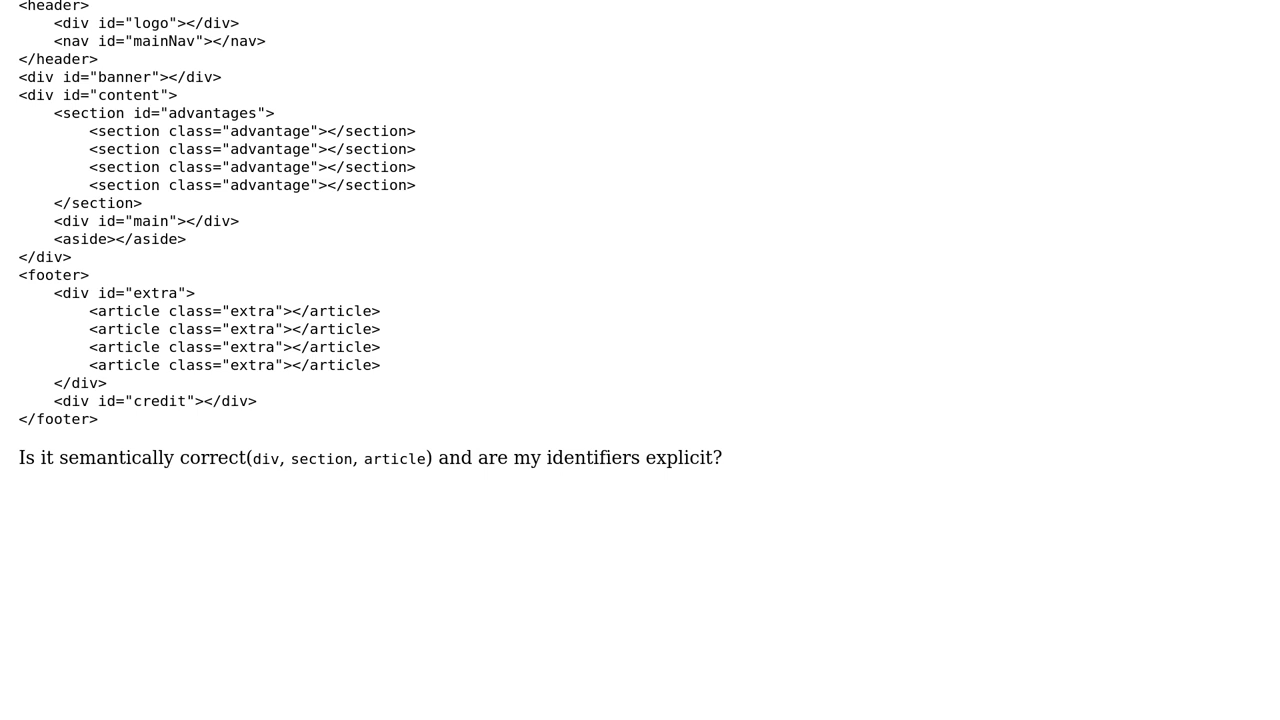 <header>
    <div id="logo"></div>
    <nav id="mainNav"></nav>
</header>
<div id="banner"></div>
<div id="content">
    <section id="advantages">
        <section class="advantage"></section>
        <section class="advantage"></section>
        <section class="advantage"></section>
        <section class="advantage"></section>
    </section>
    <div id="main"></div>
    <aside></aside>
</div>
<footer>
    <div id="extra">
        <article class="extra"></article>
        <article class="extra"></article>
        <article class="extra"></article>
        <article class="extra"></article>
    </div>
    <div id="credit"></div>
</footer>
Is it semantically correct(div, section, article) and are my identifiers explicit?